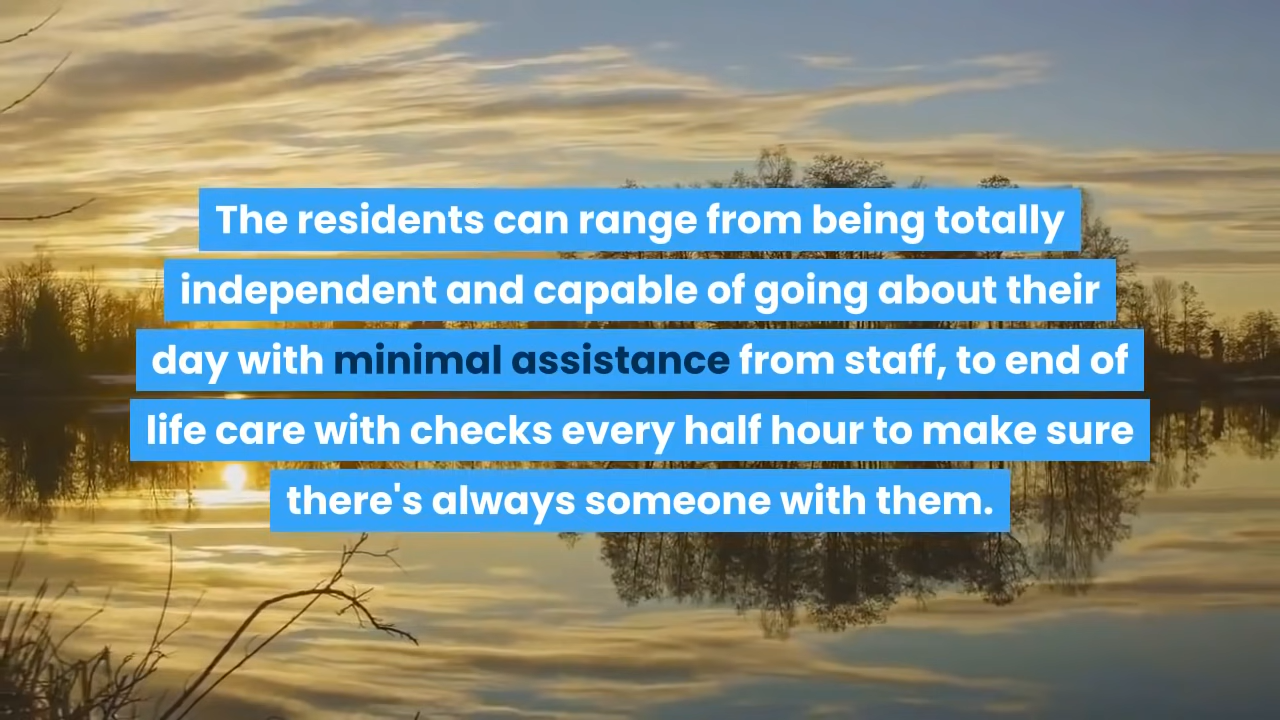 The residents can range from being totally
independent and capable of going about their
day with minimal assistance from staff, to end of
life care with checks every half hour to make sure
there's always someone with them.